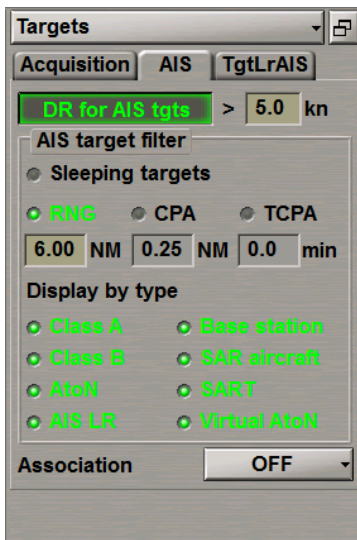 Targets
Acquisition AIS TgtLrAIS
DR for AIS tgts > 5.0 kn
AIS target filter
Sleeping targets
RNG CPA TCPA
6.00 NM 0.25 NM 0.0 min
Display by type
Class A Base station
Class B SAR aircraft
AtoN SART
AIS LR Virtual AtoN
Association OFF